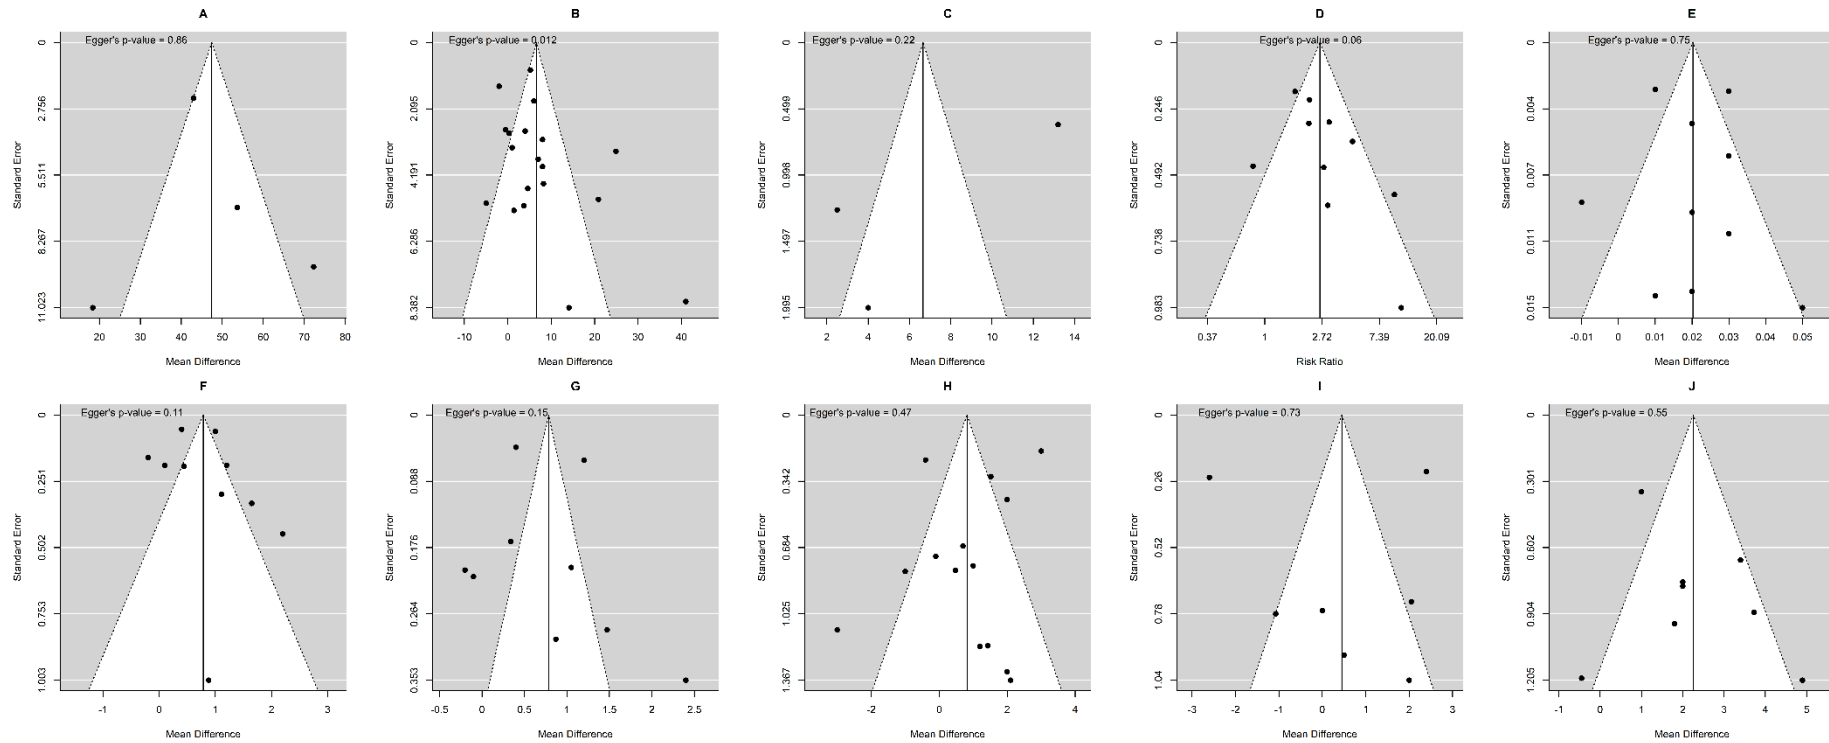 A
Egger's p-value = 0.86
Standard Error
0
2.756
5.511
8.267
11.023
20 30 40 50 60 70 80
Mean Difference
B
Egger's p-value = 0.012
Standard Error
0
2.095
4.191
6.286
8.382
-10 0 10 20 30 40
Mean Difference
C
Egger's p-value = 0.22
Standard Error
0
0.499
0.998
1.497
1.995
2 4 6 8 10 12 14
Mean Difference
D
Egger's p-value = 0.06
Standard Error
0
0.246
0.492
0.738
0.983
0.37 1 2.72 7.39 20.09
Risk Ratio
E
Egger's p-value = 0.75
Standard Error
0
0.004
0.007
0.011
0.015
-0.01 0 0.01 0.02 0.03 0.04 0.05
Mean Difference
F
Egger's p-value = 0.11
Standard Error
0
0.251
0.502
0.753
1.003
-1 0 1 2 3
Mean Difference
G
Egger's p-value = 0.15
Standard Error
0
0.088
0.176
0.264
0.353
-0.5 0 0.5 1 1.5 2 2.5
Mean Difference
H
Egger's p-value = 0.47
Standard Error
0
0.342
0.684
1.025
1.367
-2 0 2 4
Mean Difference
I
Egger's p-value = 0.73
Standard Error
0
0.26
0.52
0.78
1.04
-3 -2 -1 0 1 2 3
Mean Difference
J
Egger's p-value = 0.55
Standard Error
0
0.301
0.602
0.904
1.205
-1 0 1 2 3 4 5
Mean Difference